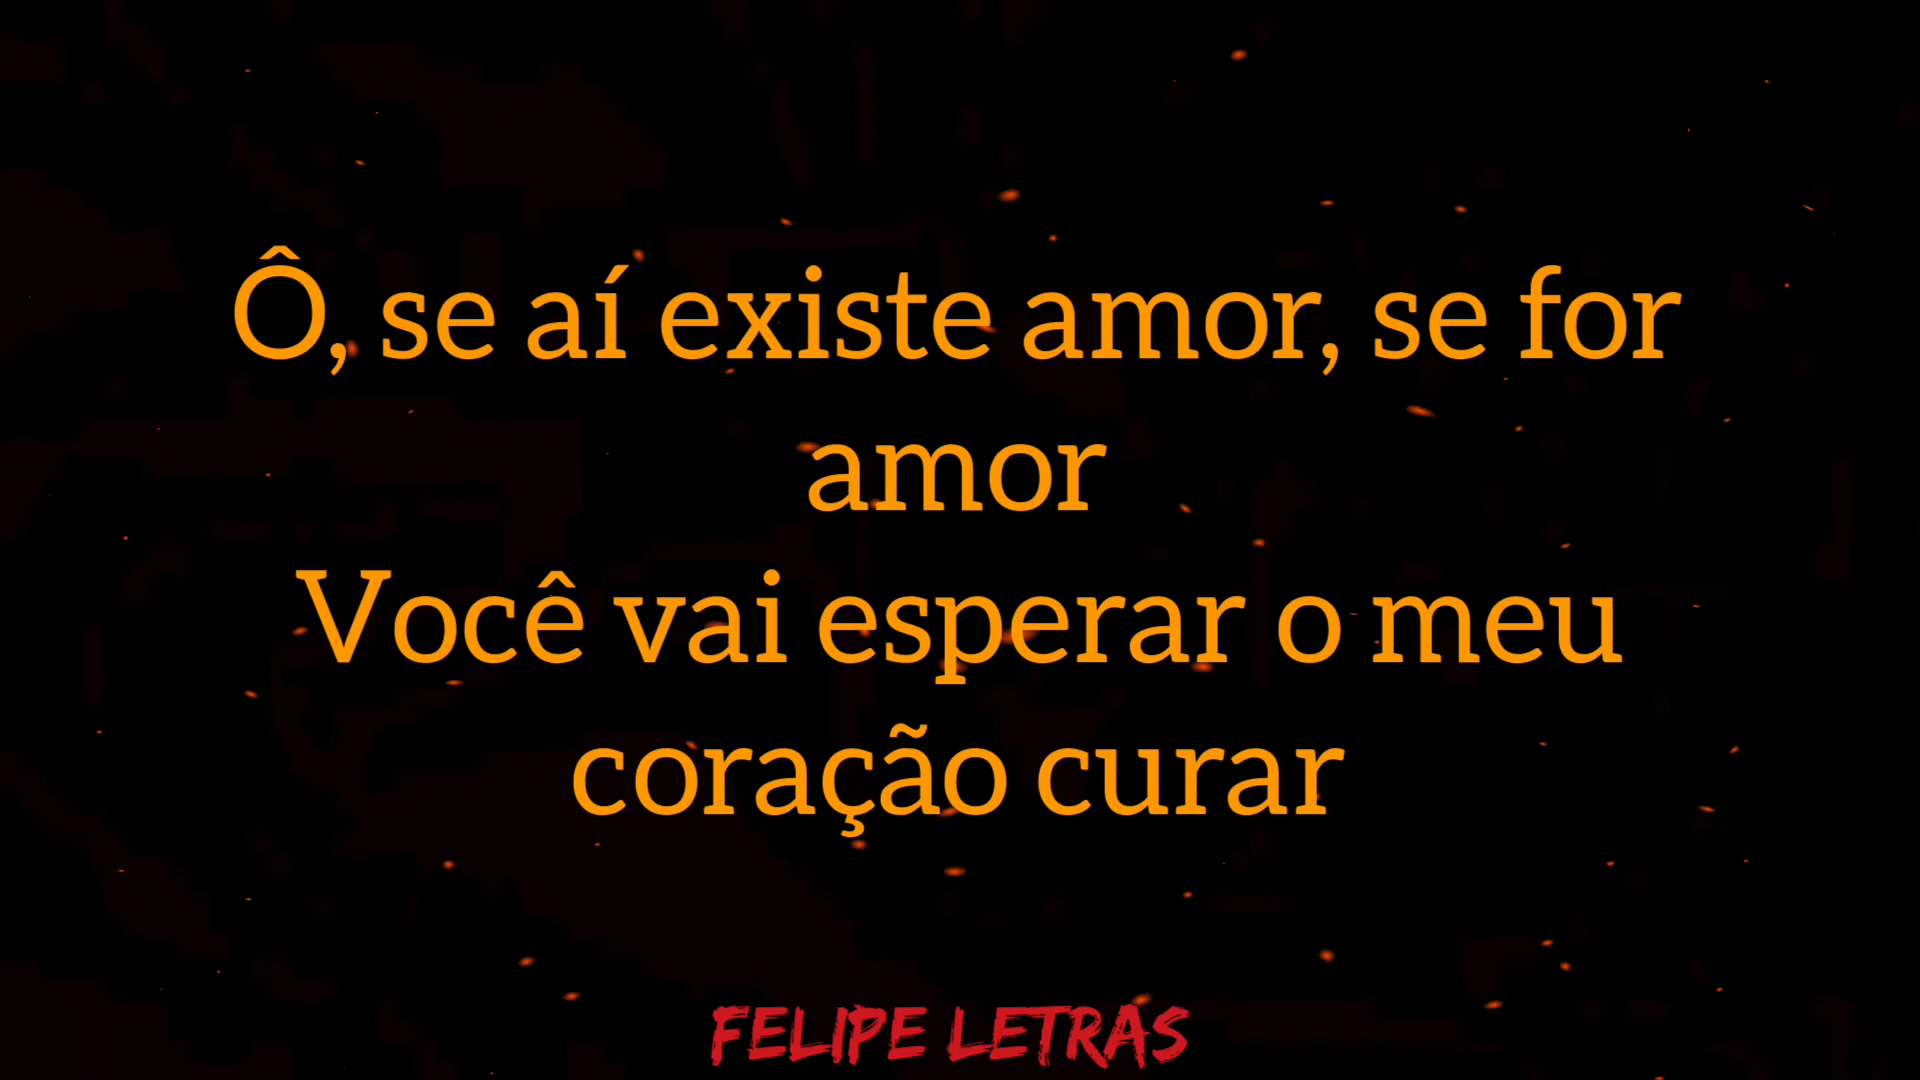 Ô, se aí existe amor, se for
amor
Você vai esperar o meu
coração curar
FELIPE LETRAS